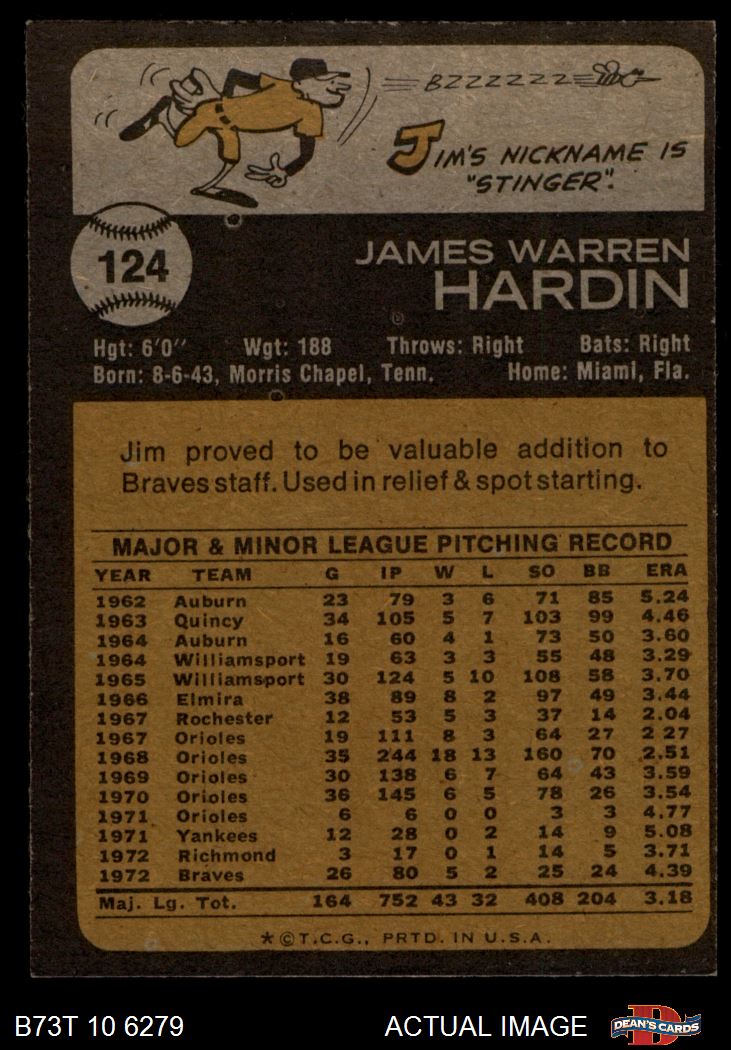 BZZZZZZZ
JIM'S NICKNAME IS
"STINGER".
124
JAMES WARREN
HARDIN
Hgt: 6'0" Wgt: 188 Throws: Right Bats: Right
Born: 8-6-43, Morris Chapel, Tenn. Home: Miami, Fla.
Jim proved to be valuable addition to
Braves staff. Used in relief & spot starting.
MAJOR & MINOR LEAGUE PITCHING RECORD
YEAR TEAM G IP W L SO BB ERA
1962 Auburn 23 79 3 6 71 85 5.24
1963 Quincy 34 105 5 7 103 99 4.46
1964 Auburn 16 60 4 1 73 50 3.60
1964 Williamsport 19 63 3 3 55 48 3.29
1965 Williamsport 30 124 5 10 108 58 3.70
1966 Elmira 38 89 8 2 97 49 3.44
1967 Rochester 12 53 5 3 37 14 2.04
1967 Orioles 19 111 8 3 64 27 2 27
1968 Orioles 35 244 18 13 160 70 2.51
1969 Orioles 30 138 6 7 64 43 3.59
1970 Orioles 36 145 6 5 78 26 3.54
1971 Orioles 6 6 0 0 3 3 4.77
1971 Yankees 12 28 0 2 14 9 5.08
1972 Richmond 3 17 0 1 14 5 3.71
1972 Braves 26 80 5 2 25 24 4.39
Maj. Lg. Tot. 164 752 43 32 408 204 3.18
*©T.C.G., PRTD. IN U.S.A.
B73T 10 6279 ACTUAL IMAGE D DEAN'S CARDS